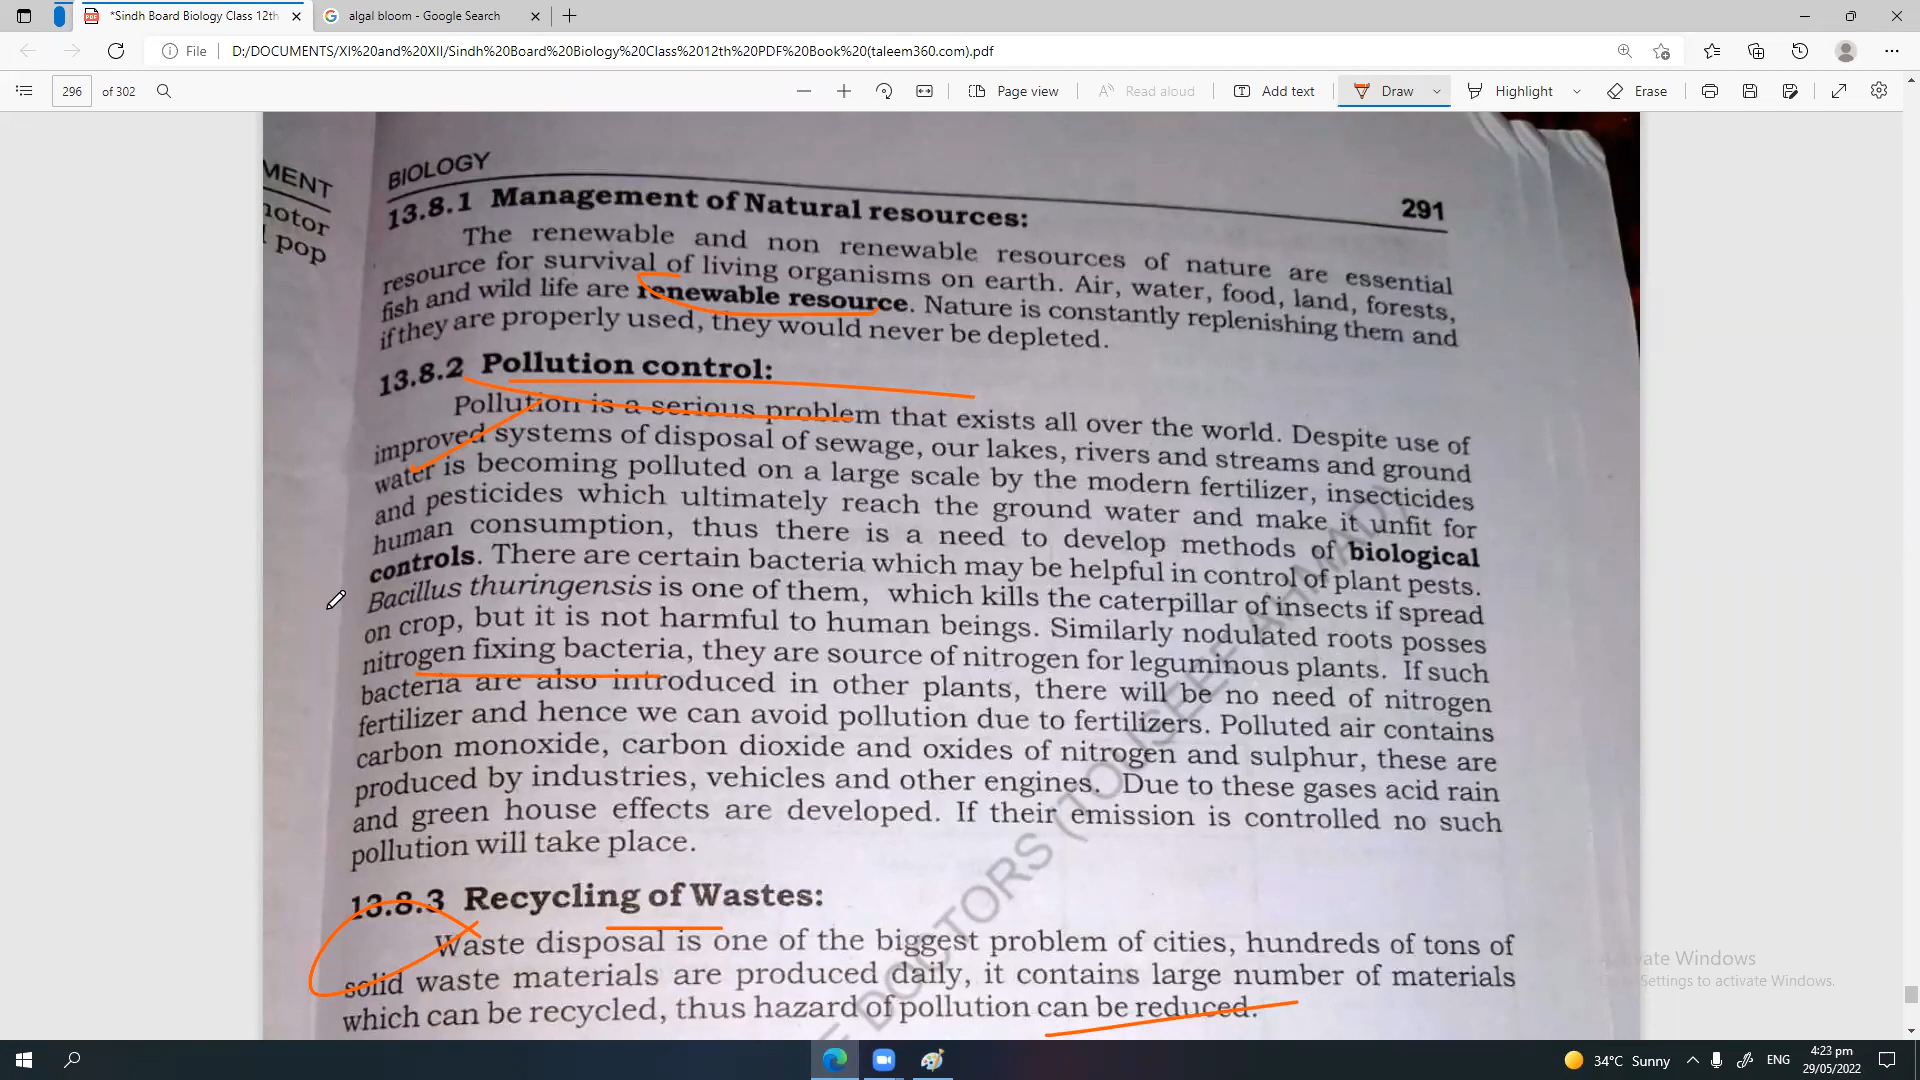 *Sindh Board Biology Class 12th
algal bloom - Google Search
File
D:/DOCUMENTS/XI%20and%20XII/Sindh%20Board%20Biology%20Class%2012th%20PDF%20Book%20(taleem360.com).pdf
296 of 302
Page view
Read aloud
Add text
Draw
Highlight
Erase
MENT
notor
pop
BIOLOGY
291
13.8.1 Management of Natural resources:
The renewable and non renewable resources of nature are essential
resource for survival of living organisms on earth. Air, water, food, land, forests,
fish and wild life are renewable resource. Nature is constantly replenishing them and
if they are properly used, they would never be depleted.
13.8.2 Pollution control:
Pollution is a serious problem that exists all over the world. Despite use of
improved systems of disposal of sewage, our lakes, rivers and streams and ground
water is becoming polluted on a large scale by the modern fertilizer, insecticides
and pesticides which ultimately reach the ground water and make it unfit for
human consumption, thus there is a need to develop methods of biological
controls. There are certain bacteria which may be helpful in control of plant pests.
Bacillus thuringensis is one of them, which kills the caterpillar of insects if spread
on crop, but it is not harmful to human beings. Similarly nodulated roots posses
nitrogen fixing bacteria, they are source of nitrogen for leguminous plants. If such
bacteria are also introduced in other plants, there will be no need of nitrogen
fertilizer and hence we can avoid pollution due to fertilizers. Polluted air contains
carbon monoxide, carbon dioxide and oxides of nitrogen and sulphur, these are
produced by industries, vehicles and other engines. Due to these gases acid rain
and green house effects are developed. If their emission is controlled no such
pollution will take place.
13.8.3 Recycling of Wastes:
Waste disposal is one of the biggest problem of cities, hundreds of tons of
solid waste materials are produced daily, it contains large number of materials
which can be recycled, thus hazard of pollution can be reduced.
DOCTORS (TOUSEEF AHMAD)
Activate Windows
Settings to activate Windows.
34°C Sunny
ENG
4:23 pm
29/05/2022